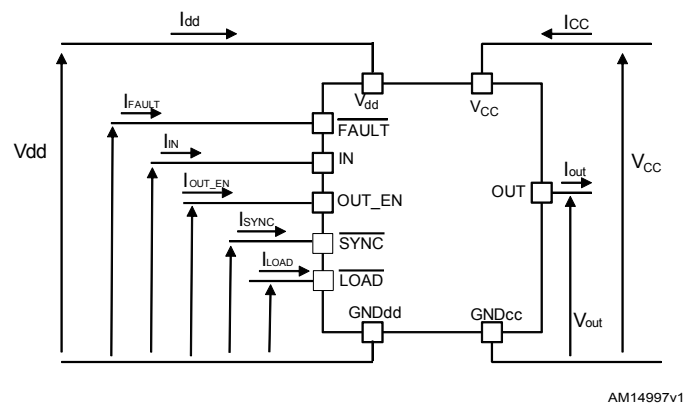 Idd
ICC
Vdd
VCC
IFAULT
FAULT
IIN
IN
Vdd
VCC
IOUT_EN
OUT_EN
OUT
Iout
ISYNC
SYNC
ILOAD
LOAD
GNDdd
GNDcc
Vout
AM14997v1